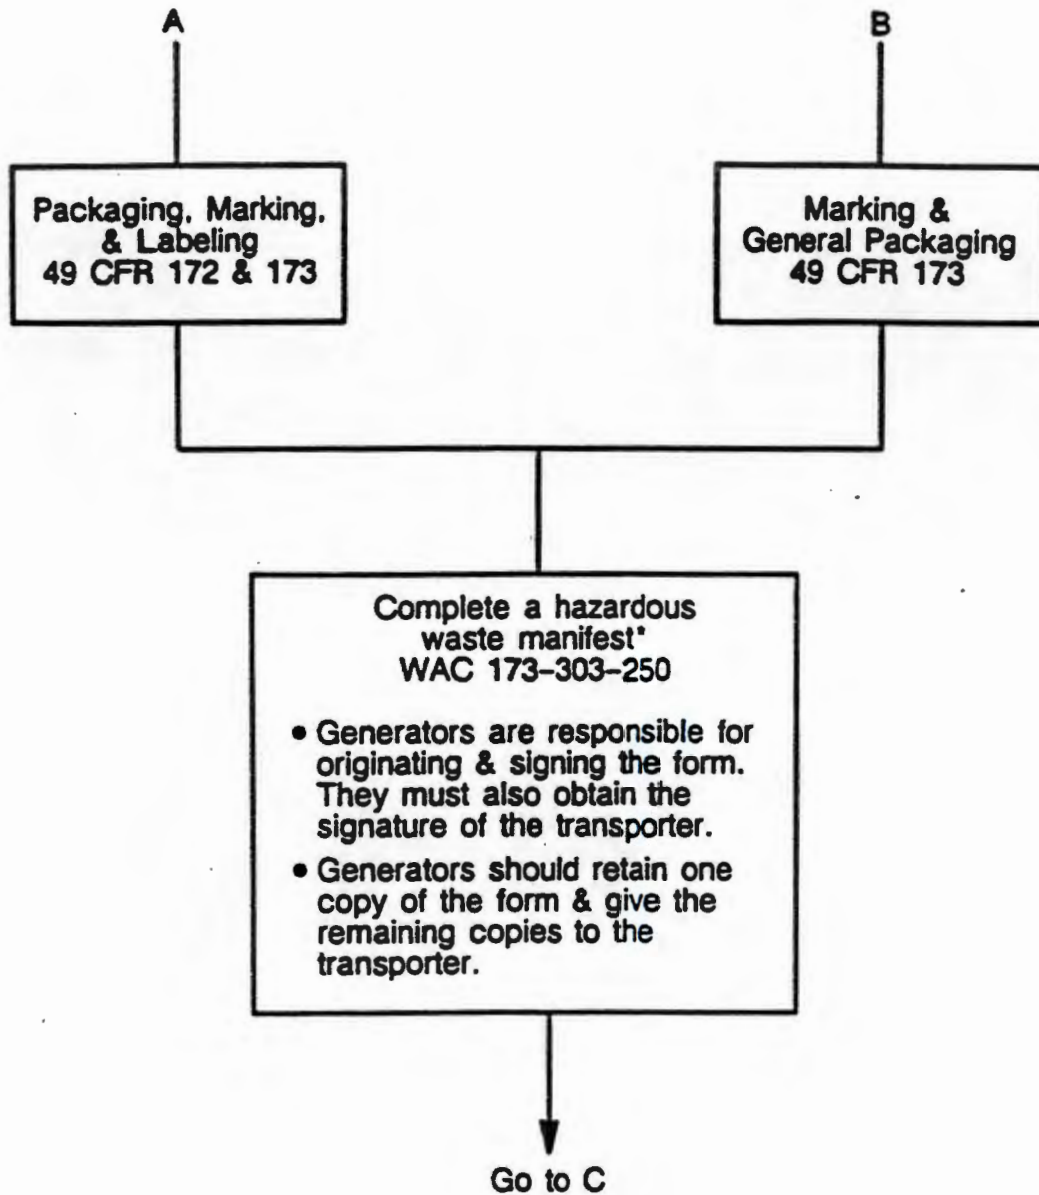 A
B
Packaging, Marking,
& Labeling
49 CFR 172 & 173
Marking &
General Packaging
49 CFR 173
Complete a hazardous
waste manifest*
WAC 173-303-250
• Generators are responsible for
originating & signing the form.
They must also obtain the
signature of the transporter.
• Generators should retain one
copy of the form & give the
remaining copies to the
transporter.
Go to C